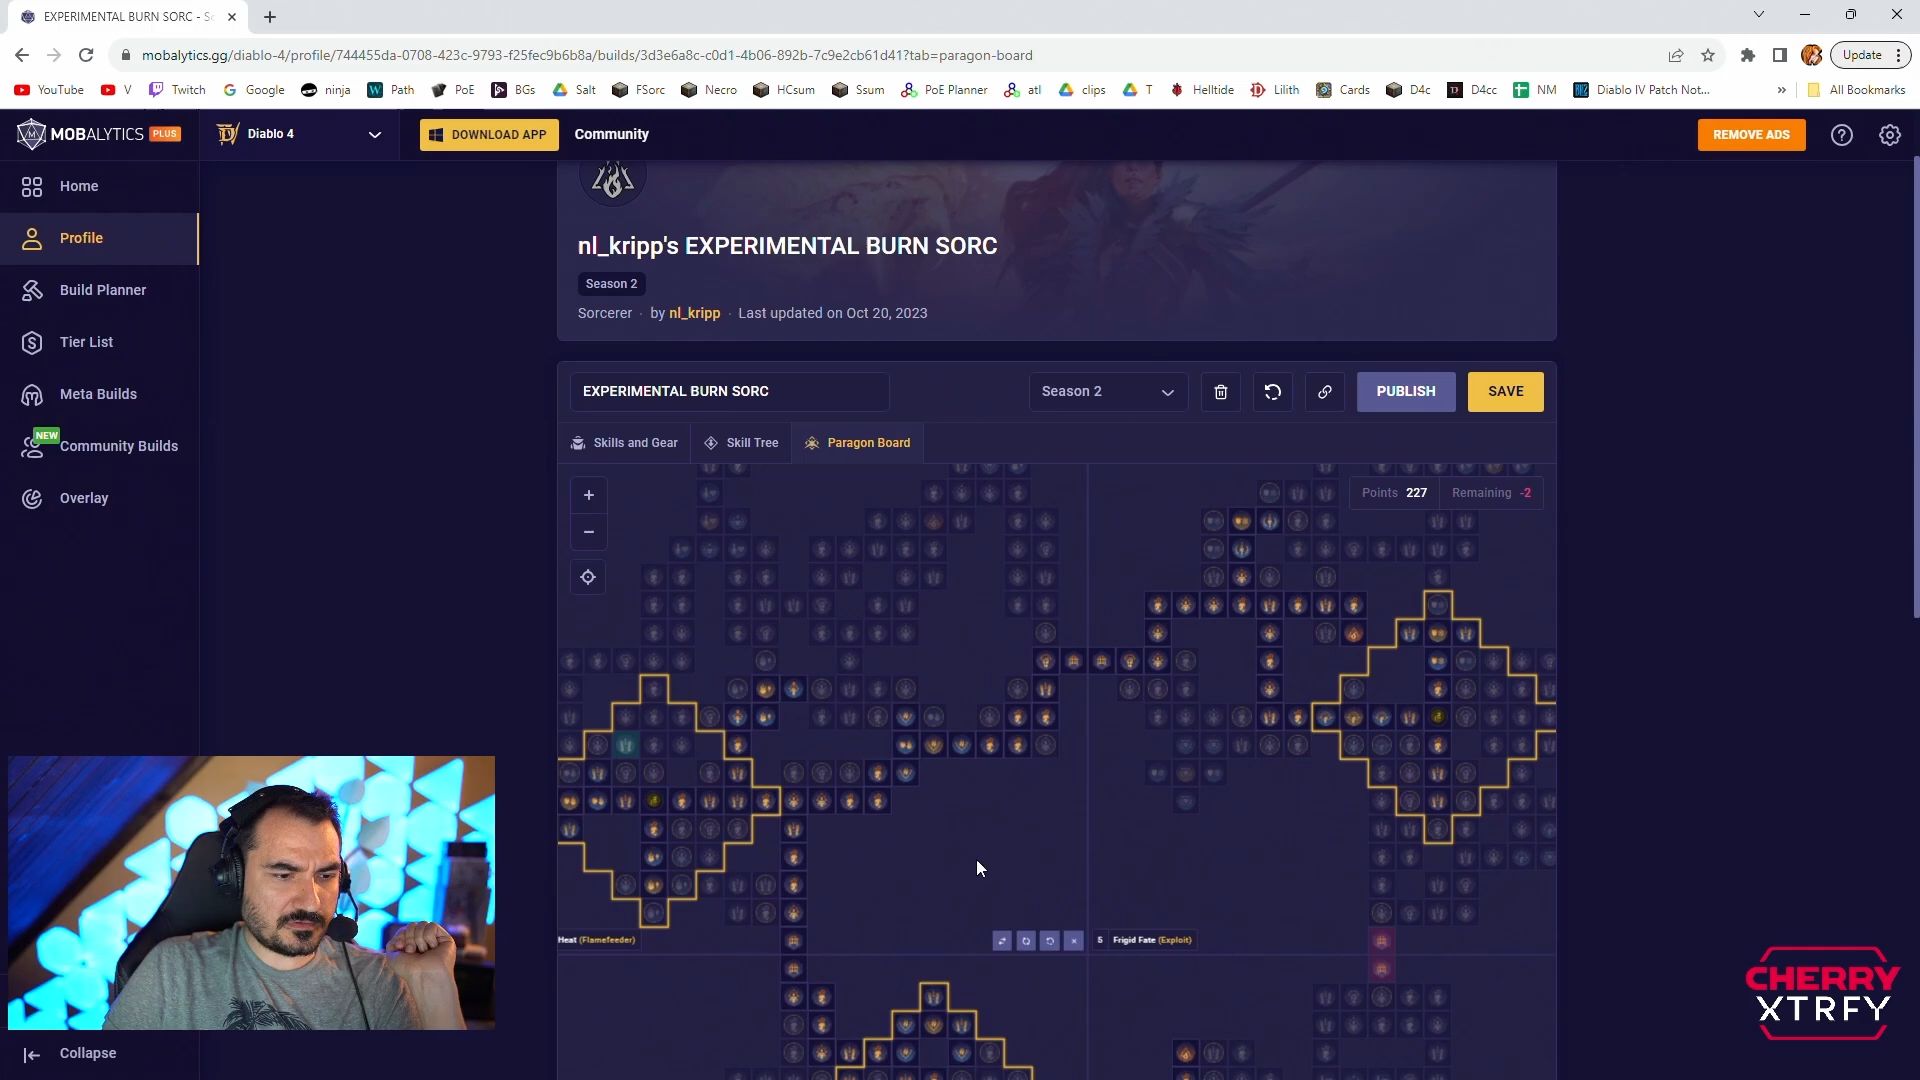 EXPERIMENTAL BURN SORC - Sc
mobalytics.gg/diablo-4/profile/744455da-0708-423c-9793-f25fec9b6b8a/builds/3d3e6a8c-c0d1-4b06-892b-7c9e2cb61d41?tab=paragon-board
Update
YouTube V Twitch Google ninja Path PoE BGs Salt FSorc Necro HCsum Ssum PoE Planner atl clips T Helltide Lilith Cards D4c D4cc NM Diablo IV Patch Not... » All Bookmarks
MOBALYTICS PLUS Diablo 4 DOWNLOAD APP Community REMOVE ADS
Home
Profile
Build Planner
Tier List
Meta Builds
NEW
Community Builds
Overlay
Collapse
nl_kripp's EXPERIMENTAL BURN SORC
Season 2
Sorcerer · by nl_kripp · Last updated on Oct 20, 2023
EXPERIMENTAL BURN SORC Season 2 PUBLISH SAVE
Skills and Gear Skill Tree Paragon Board
Points 227 Remaining -2
Heat (Flamefeeder)
5 Frigid Fate (Exploit)
CHERRY
XTRFY